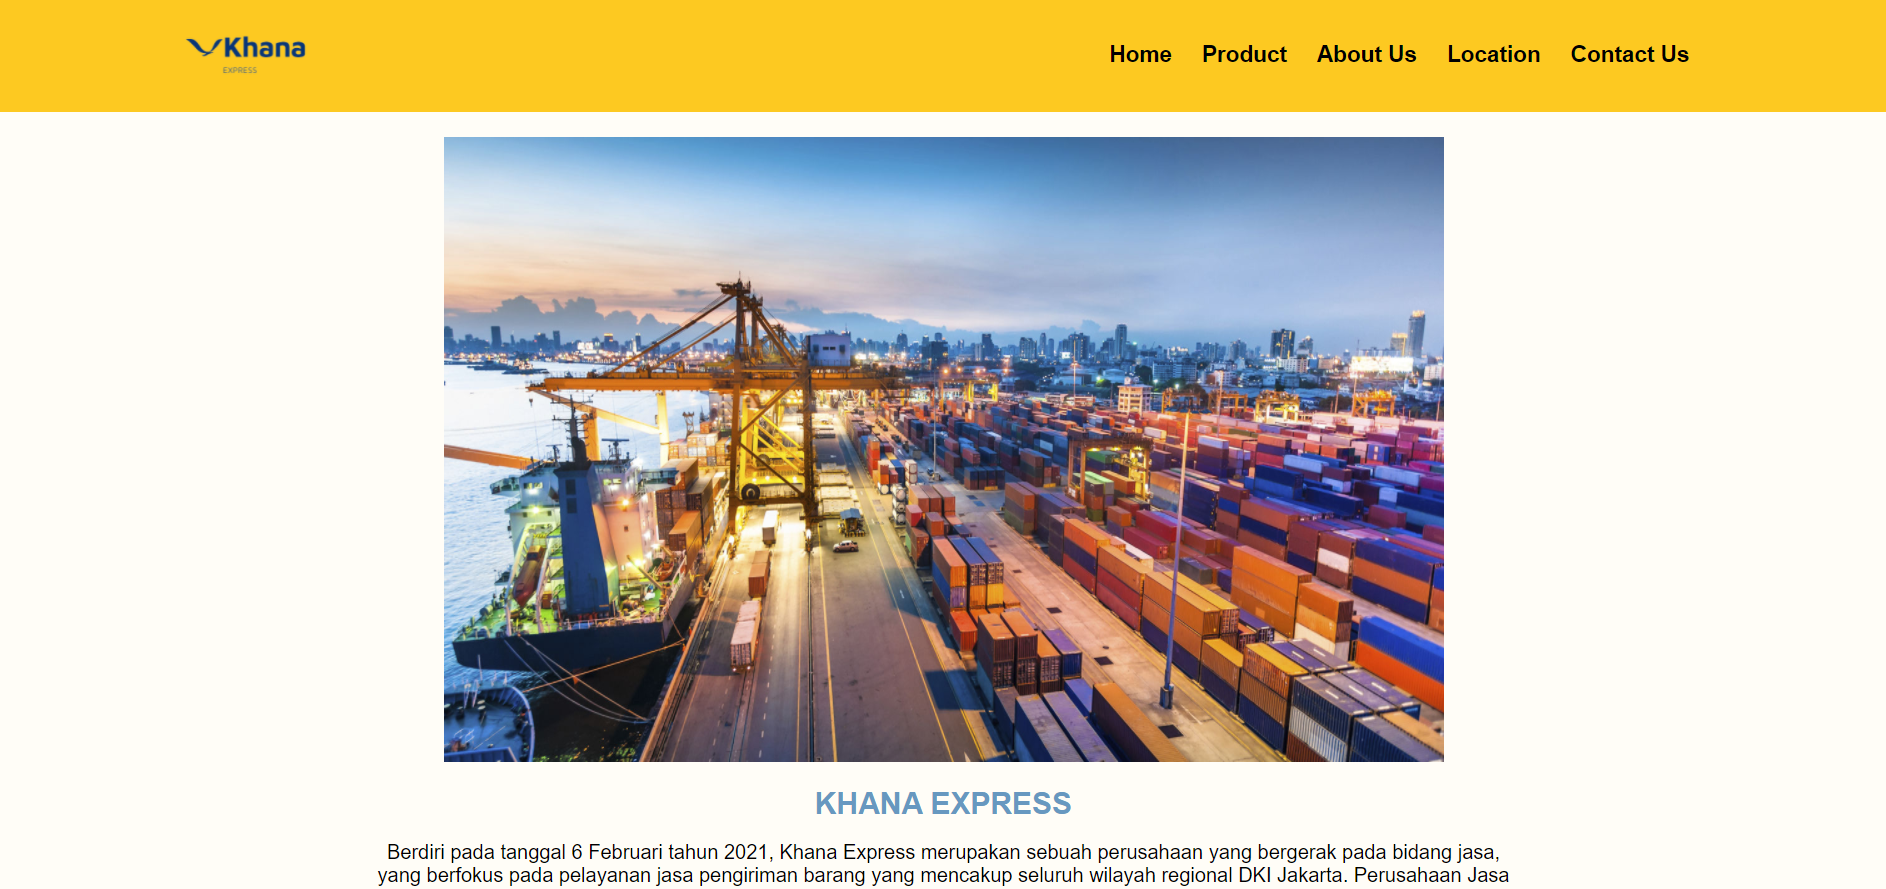 Khana
EXPRESS
Home Product About Us Location Contact Us
KHANA EXPRESS
Berdiri pada tanggal 6 Februari tahun 2021, Khana Express merupakan sebuah perusahaan yang bergerak pada bidang jasa,
yang berfokus pada pelayanan jasa pengiriman barang yang mencakup seluruh wilayah regional DKI Jakarta. Perusahaan Jasa